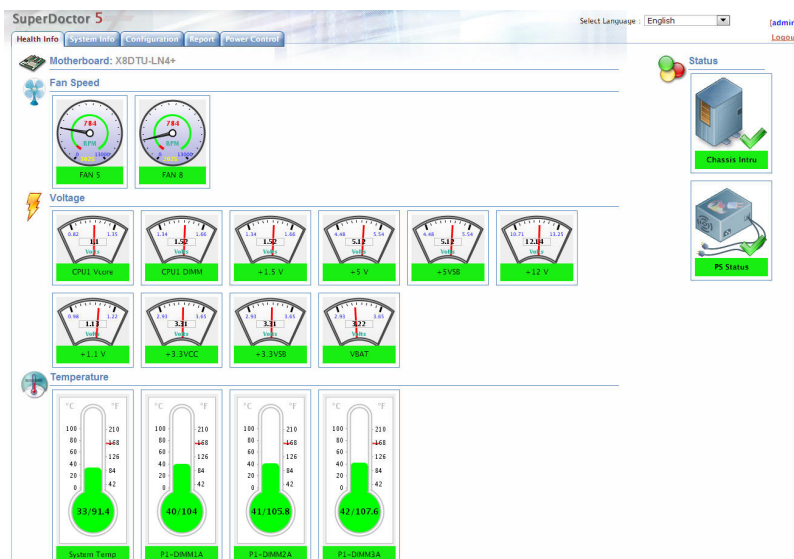 SuperDoctor 5
Select Language : English
[admin
Logou
Health Info System Info Configuration Report Power Control
Motherboard: X8DTU-LN4+
Status
Fan Speed
784 784
RPM RPM
0 0
FAN 5 FAN 8
Chassis Intru
Voltage
0.82 1.35 1.34 1.66 1.34 1.66 4.48 5.54 4.48 5.54 10.71 13.25
1.1 1.52 1.52 5.12 5.12
Volts Volts Volts Volts Volts Volts
CPU1 Vcore CPU1 DIMM +1.5 V +5 V +5VSB +12 V
PS Status
0.98 1.22 2.93 3.65 2.93 3.65 2.93 3.65
1.13 3.31 3.31 3.22
Volts Volts Volts Volts
+1.1 V +3.3VCC +3.3VSB VBAT
Temperature
°C °F °C °F °C °F °C °F
100 210 100 210 100 210 100 210
80 168 80 168 80 168 80 168
60 126 60 126 60 126 60 126
40 84 40 84 40 84 40 84
20 42 20 42 20 42 20 42
0 0 0 0
33/91.4 40/104 41/105.8 42/107.6
System Temp P1-DIMM1A P1-DIMM2A P1-DIMM3A